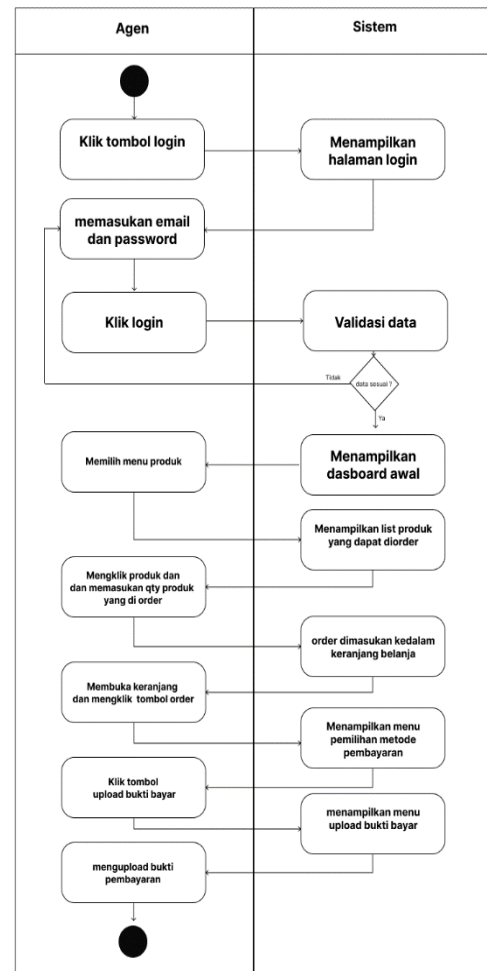 Agen
Sistem
Klik tombol login
Menampilkan
halaman login
memasukan email
dan password
Klik login
Validasi data
Tidak
data sesuai ?
Ya
Menampilkan
dasboard awal
Memilih menu produk
Menampilkan list produk
yang dapat diorder
Mengklik produk dan
dan memasukan qty produk
yang di order
order dimasukan kedalam
keranjang belanja
Membuka keranjang
dan mengklik tombol order
Menampilkan menu
pemilihan metode
pembayaran
Klik tombol
upload bukti bayar
menampilkan menu
upload bukti bayar
mengupload bukti
pembayaran